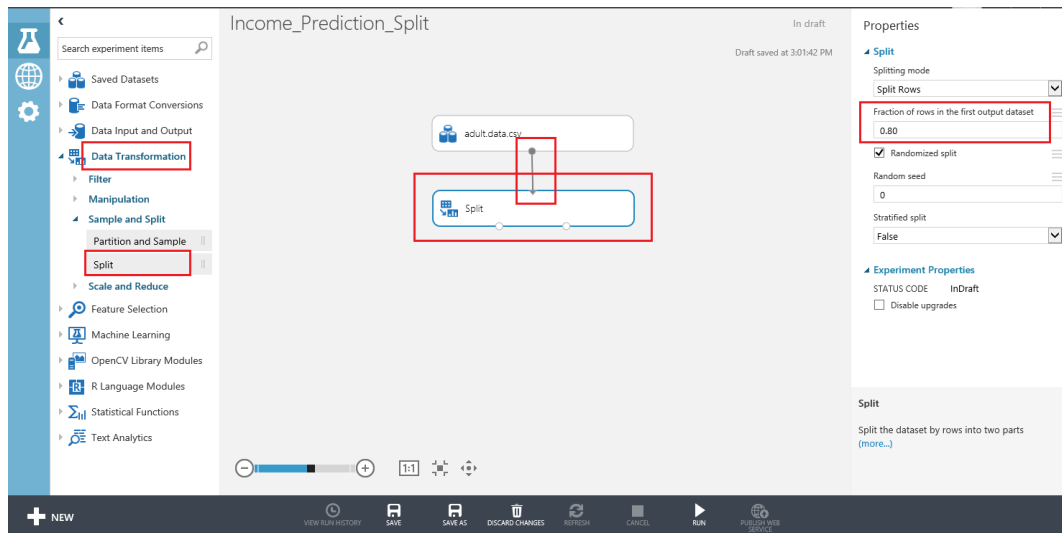 Search experiment items
Saved Datasets
Data Format Conversions
Data Input and Output
Data Transformation
Filter
Manipulation
Sample and Split
Partition and Sample
Split
Scale and Reduce
Feature Selection
Machine Learning
OpenCV Library Modules
R Language Modules
Statistical Functions
Text Analytics
Income_Prediction_Split
In draft
Draft saved at 3:01:42 PM
adult.data.csv
Split
1:1
Properties
Split
Splitting mode
Split Rows
Fraction of rows in the first output dataset
0.80
Randomized split
Random seed
0
Stratified split
False
Experiment Properties
STATUS CODE InDraft
Disable upgrades
Split
Split the dataset by rows into two parts
(more...)
NEW
VIEW RUN HISTORY
SAVE
SAVE AS
DISCARD CHANGES
REFRESH
CANCEL
RUN
PUBLISH WEB
SERVICE